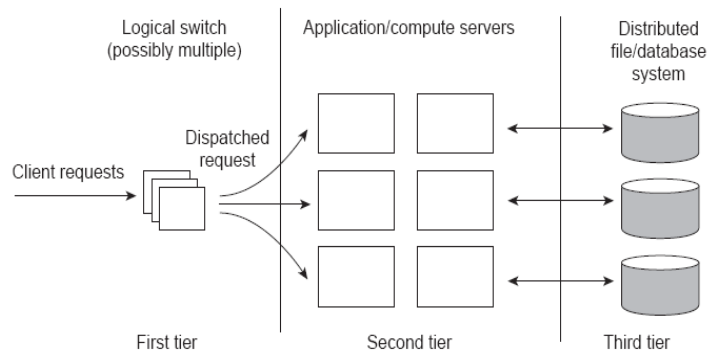 Logical switch
(possibly multiple)
Application/compute servers
Distributed
file/database
system
Dispatched
request
Client requests
First tier
Second tier
Third tier